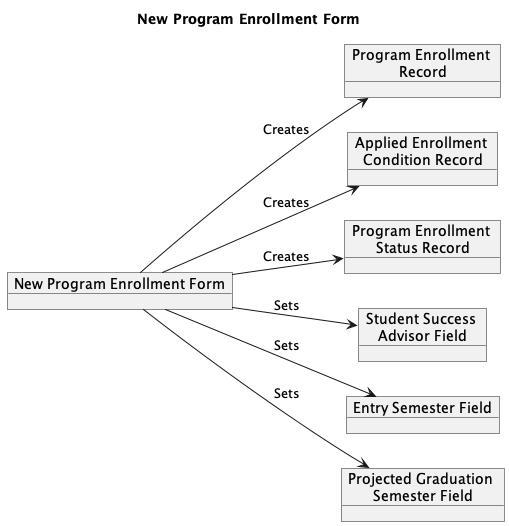 New Program Enrollment Form
Program Enrollment
Record
Creates
Applied Enrollment
Condition Record
Creates
Program Enrollment
Status Record
Creates
New Program Enrollment Form
Sets
Student Success
Advisor Field
Sets
Entry Semester Field
Sets
Projected Graduation
Semester Field